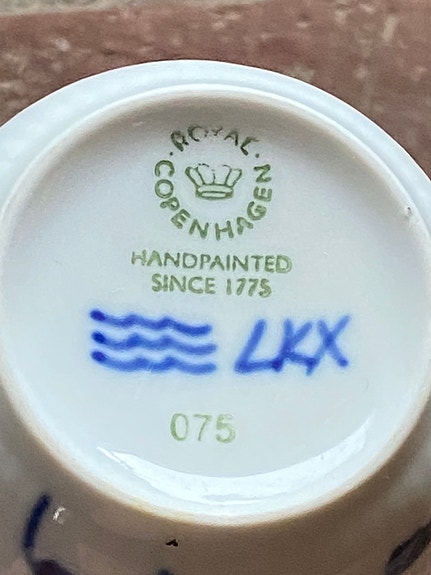 ROYAL COPENHAGEN
HANDPAINTED
SINCE 1775
LKX
075